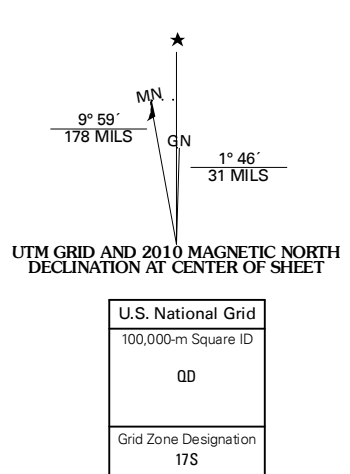 MN
9° 59´
178 MILS
GN
1° 46´
31 MILS
UTM GRID AND 2010 MAGNETIC NORTH
DECLINATION AT CENTER OF SHEET
U.S. National Grid
100,000-m Square ID
QD
Grid Zone Designation
17S